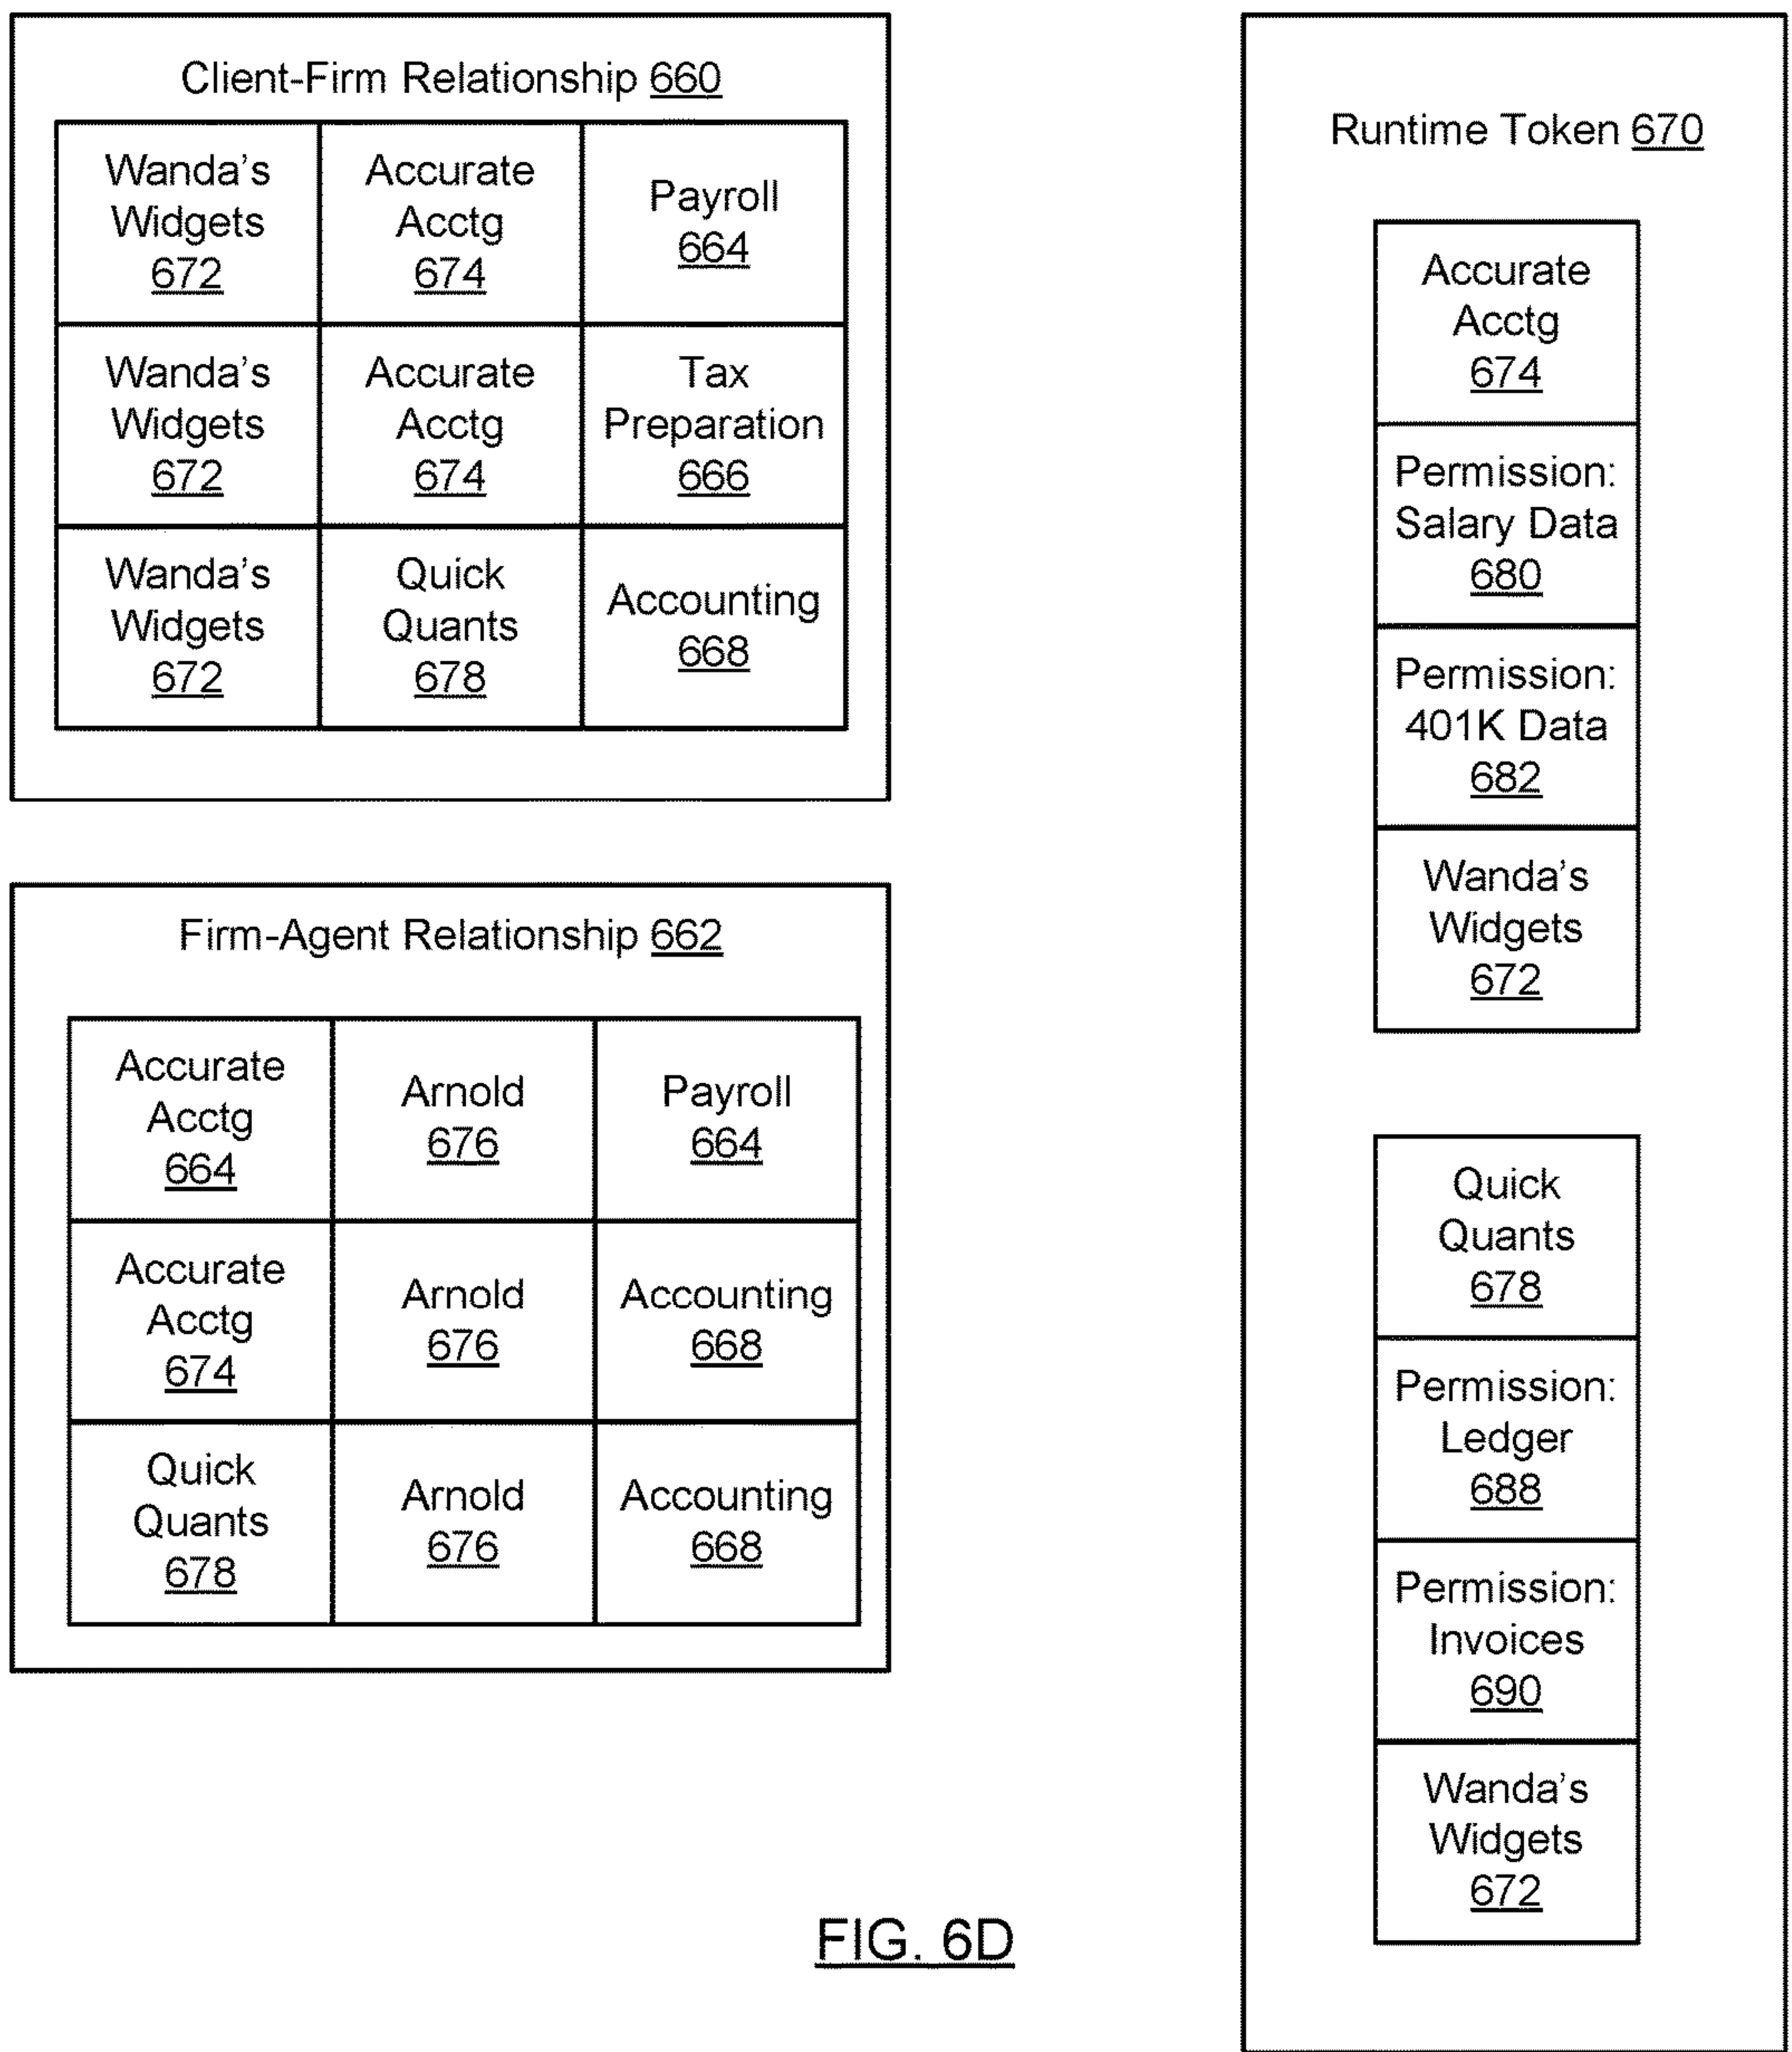 Client-Firm Relationship 660
Wanda's
Widgets
672
Accurate
Acctg
674
Payroll
664
Wanda's
Widgets
672
Accurate
Acctg
674
Tax
Preparation
666
Wanda's
Widgets
672
Quick
Quants
678
Accounting
668
Firm-Agent Relationship 662
Accurate
Acctg
664
Arnold
676
Payroll
664
Accurate
Acctg
674
Arnold
676
Accounting
668
Quick
Quants
678
Arnold
676
Accounting
668
Runtime Token 670
Accurate
Acctg
674
Permission:
Salary Data
680
Permission:
401K Data
682
Wanda's
Widgets
672
Quick
Quants
678
Permission:
Ledger
688
Permission:
Invoices
690
Wanda's
Widgets
672
FIG. 6D